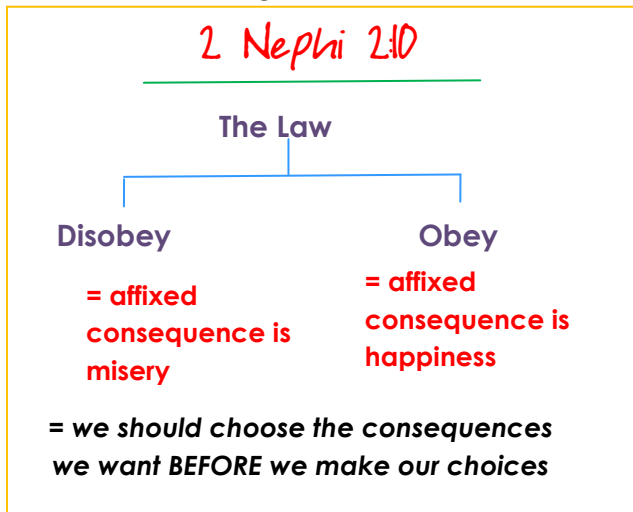 2 Nephi 2:10
The Law
Disobey
Obey
= affixed
consequence is
misery
= affixed
consequence is
happiness
= we should choose the consequences
we want BEFORE we make our choices